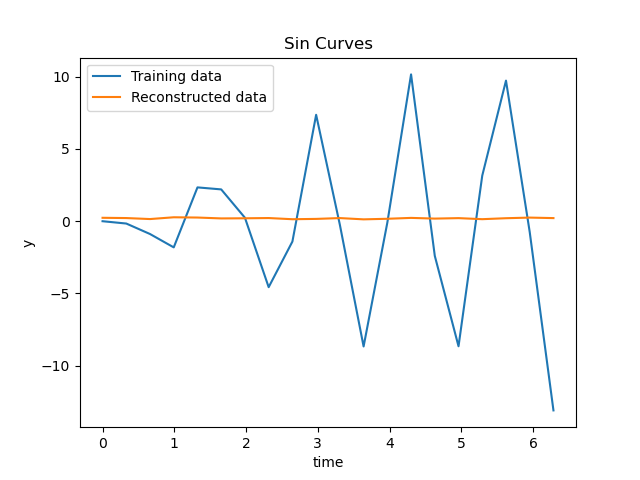 Sin Curves
Training data
Reconstructed data
10
5
0
−5
−10
y
0 1 2 3 4 5 6
time